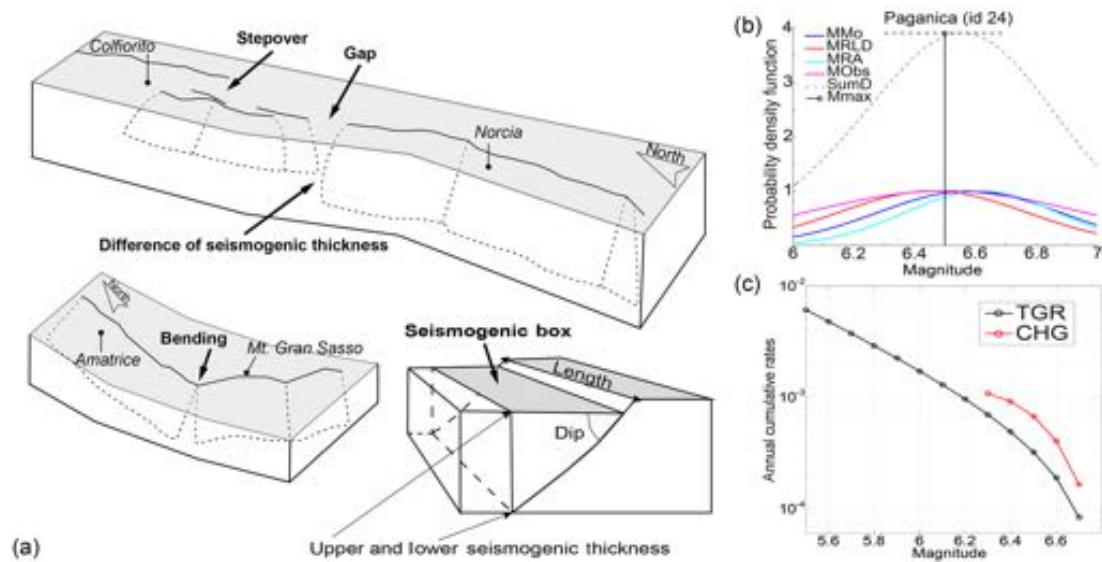 Stepover
Colfiorito
Gap
Norcia
North
Difference of seismogenic thickness
North
Bending
Mt. Gran Sasso
Amatrice
Seismogenic box
Length
Dip
Upper and lower seismogenic thickness
(a)
(b)
Paganica (id 24)
4
MMo
MRLD
MRA
MObs
SumD
Mmax
3
2
1
Probability density function
6 6.2 6.4 6.6 6.8 7
Magnitude
(c)
10-2
TGR
CHG
10-3
10-4
Annual cumulative rates
5.6 5.8 6 6.2 6.4 6.6
Magnitude